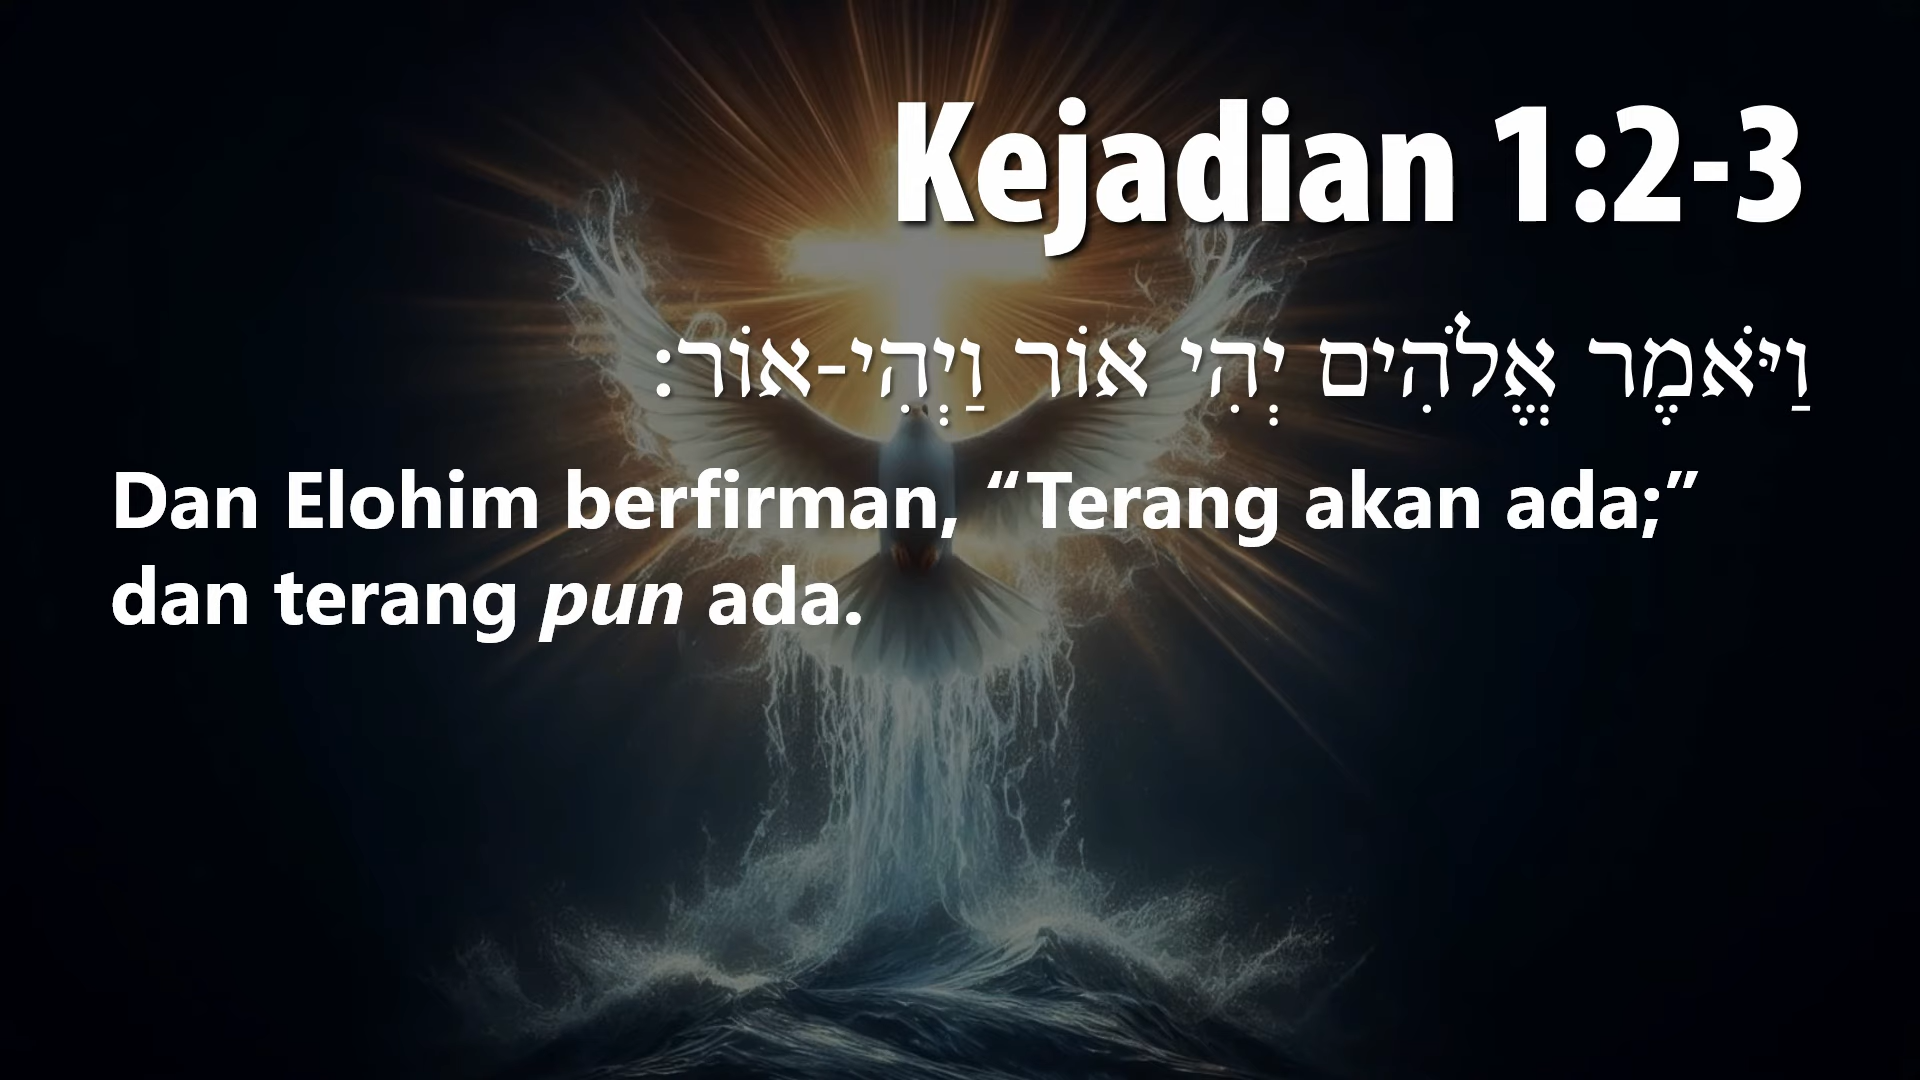 Kejadian 1:2-3
וַיֹּאמֶר אֱלֹהִים יְהִי אוֹר וַיְהִי-אוֹר:
Dan Elohim berfirman, “Terang akan ada;”
dan terang pun ada.